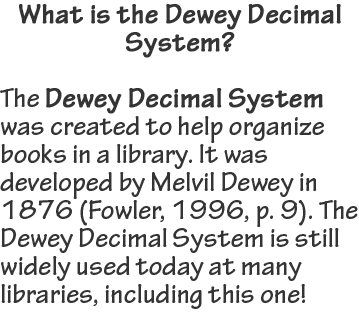 What is the Dewey Decimal
System?
The Dewey Decimal System
was created to help organize
books in a library. It was
developed by Melvil Dewey in
1876 (Fowler, 1996, p. 9). The
Dewey Decimal System is still
widely used today at many
libraries, including this one!